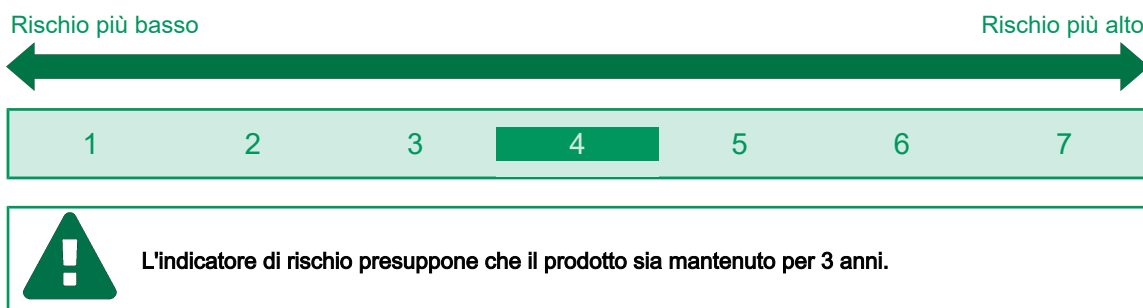 Rischio più basso Rischio più alto
1 2 3 4 5 6 7
L'indicatore di rischio presuppone che il prodotto sia mantenuto per 3 anni.